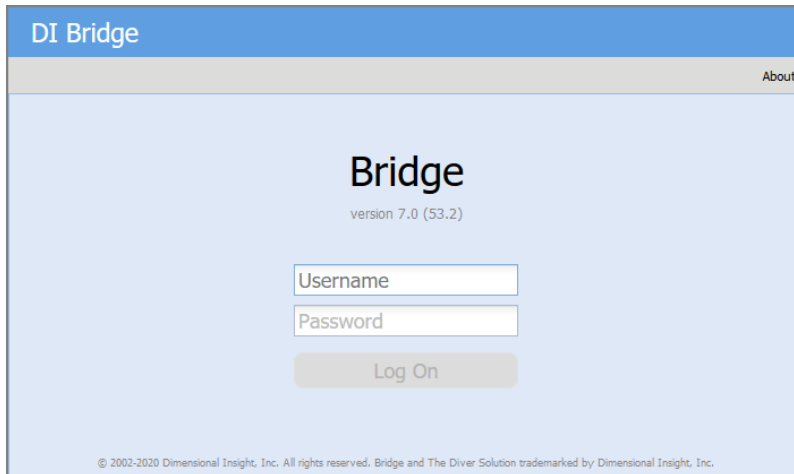 DI Bridge
About
Bridge
version 7.0 (53.2)
Username
Password
Log On
© 2002-2020 Dimensional Insight, Inc. All rights reserved. Bridge and The Diver Solution trademarked by Dimensional Insight, Inc.